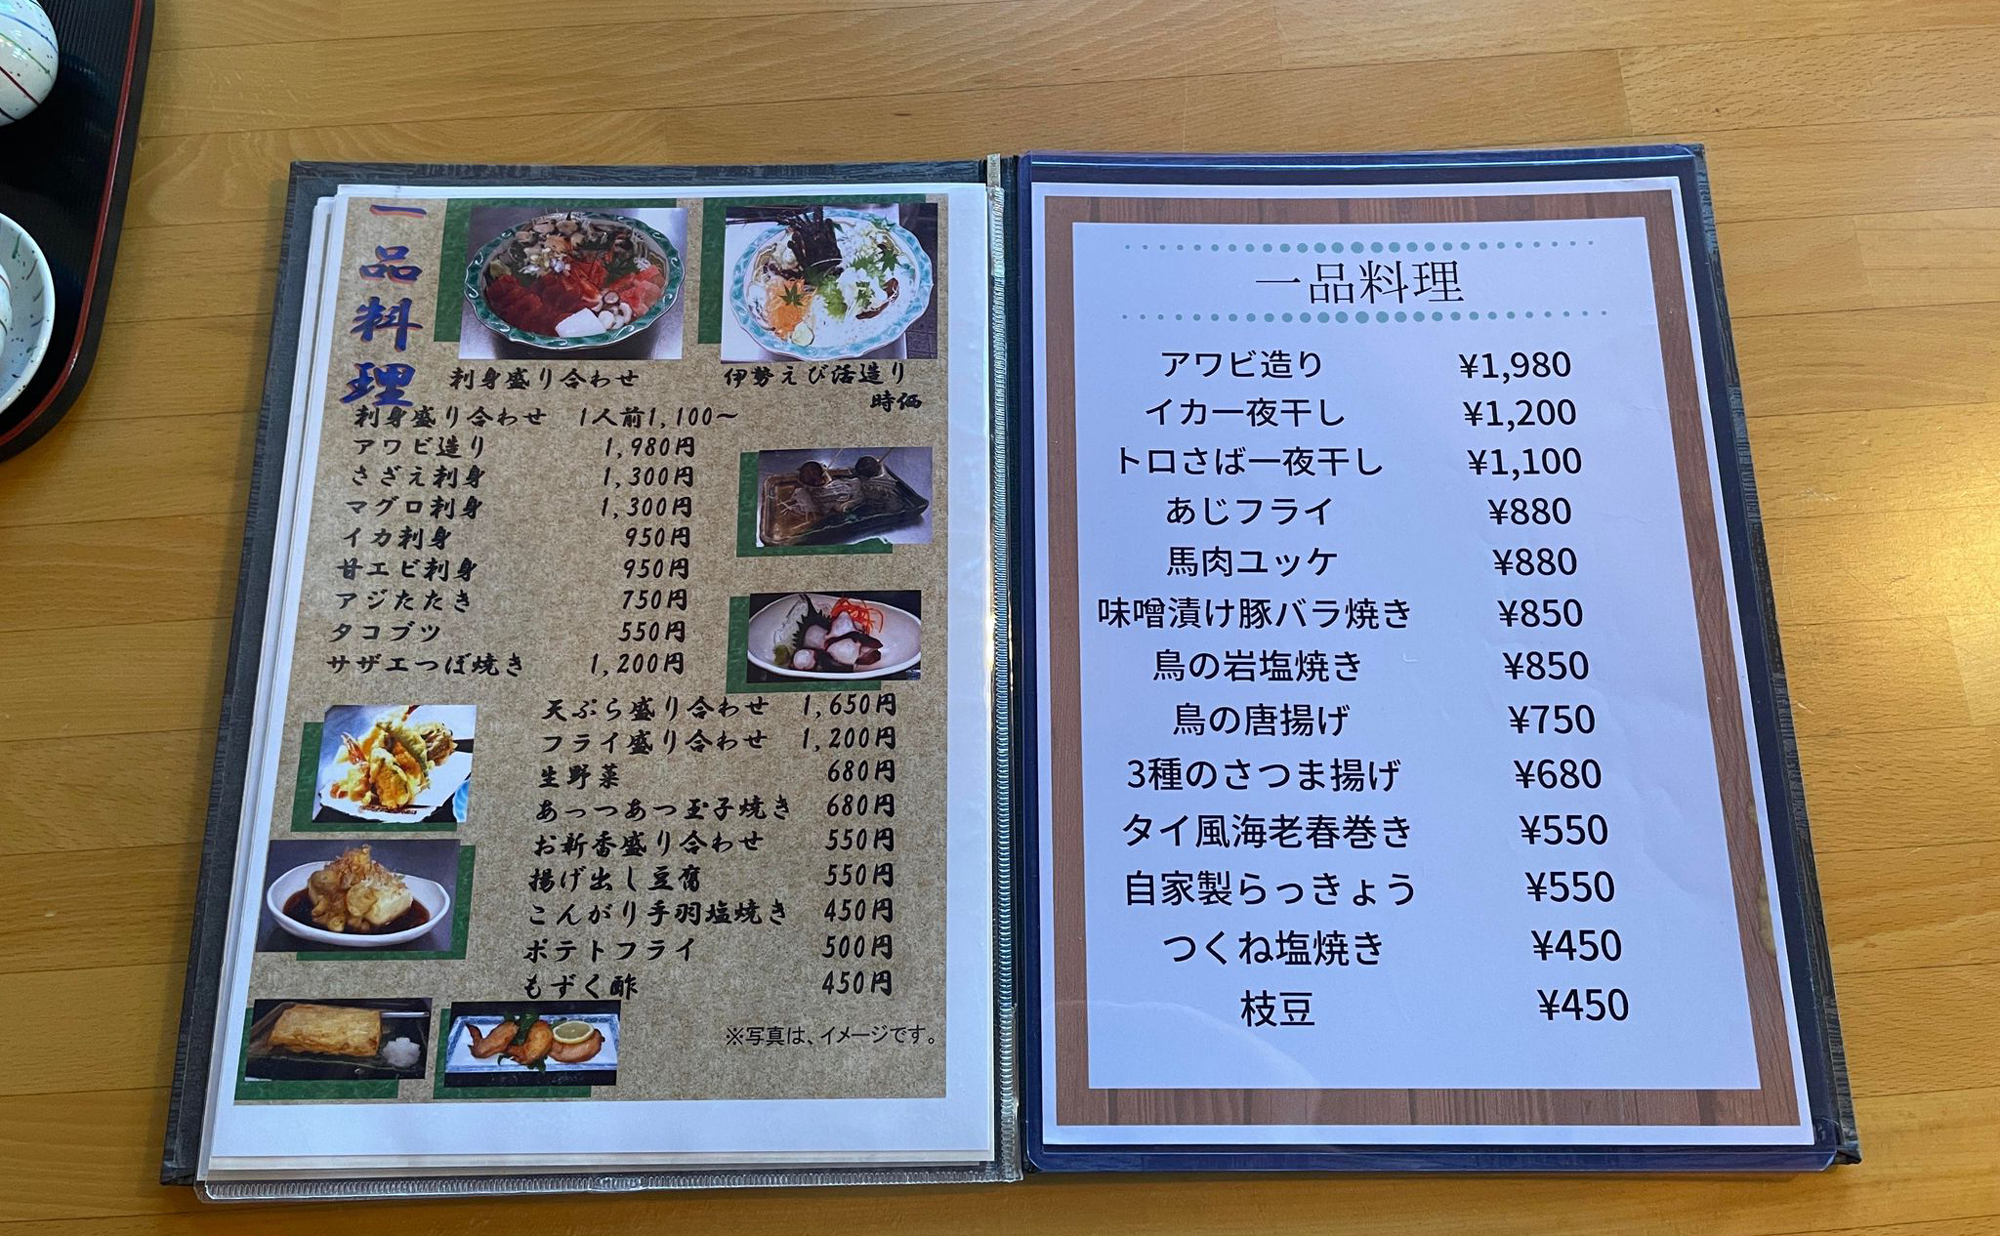 一品料理
刺身盛り合わせ
伊勢えび活造り
時価
刺身盛り合わせ 1人前1,100〜
アワビ造り 1,980円
さざえ刺身 1,300円
マグロ刺身 1,300円
イカ刺身 950円
甘エビ刺身 950円
アジたたき 750円
タコブツ 550円
サザエつぼ焼き 1,200円
天ぷら盛り合わせ 1,650円
フライ盛り合わせ 1,200円
生野菜 680円
あっつあつ玉子焼き 680円
お新香盛り合わせ 550円
揚げ出し豆腐 550円
こんがり手羽塩焼き 450円
ポテトフライ 500円
もずく酢 450円
※写真は、イメージです。
一品料理
アワビ造り ¥1,980
イカ一夜干し ¥1,200
トロさば一夜干し ¥1,100
あじフライ ¥880
馬肉ユッケ ¥880
味噌漬け豚バラ焼き ¥850
鳥の岩塩焼き ¥850
鳥の唐揚げ ¥750
3種のさつま揚げ ¥680
タイ風海老春巻き ¥550
自家製らっきょう ¥550
つくね塩焼き ¥450
枝豆 ¥450